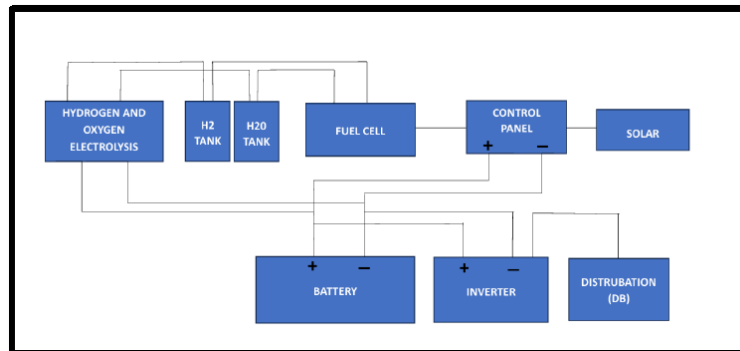 HYDROGEN AND
OXYGEN
ELECTROLYSIS
H2
TANK
H20
TANK
FUEL CELL
CONTROL
PANEL
+ −
SOLAR
+ −
BATTERY
+ −
INVERTER
DISTRUBATION
(DB)